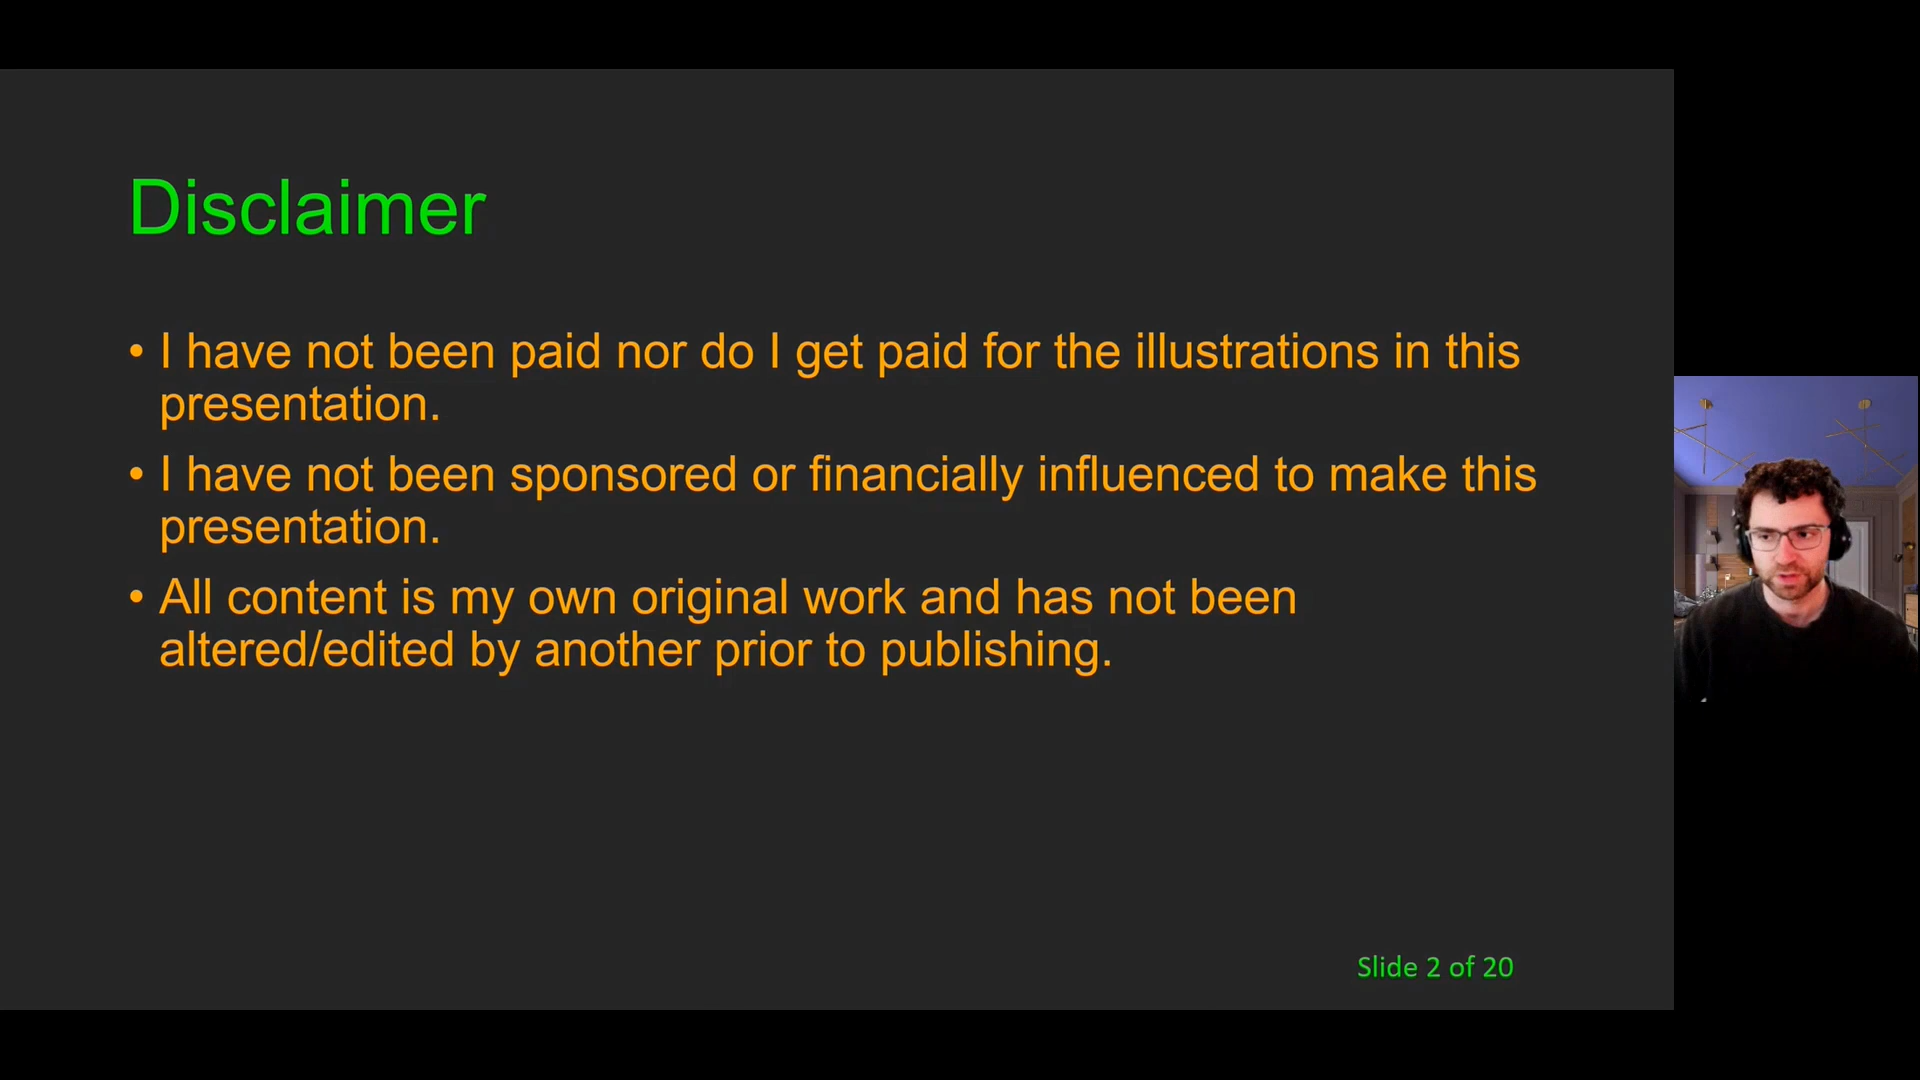 Disclaimer
• I have not been paid nor do I get paid for the illustrations in this
presentation.
• I have not been sponsored or financially influenced to make this
presentation.
• All content is my own original work and has not been
altered/edited by another prior to publishing.
Slide 2 of 20